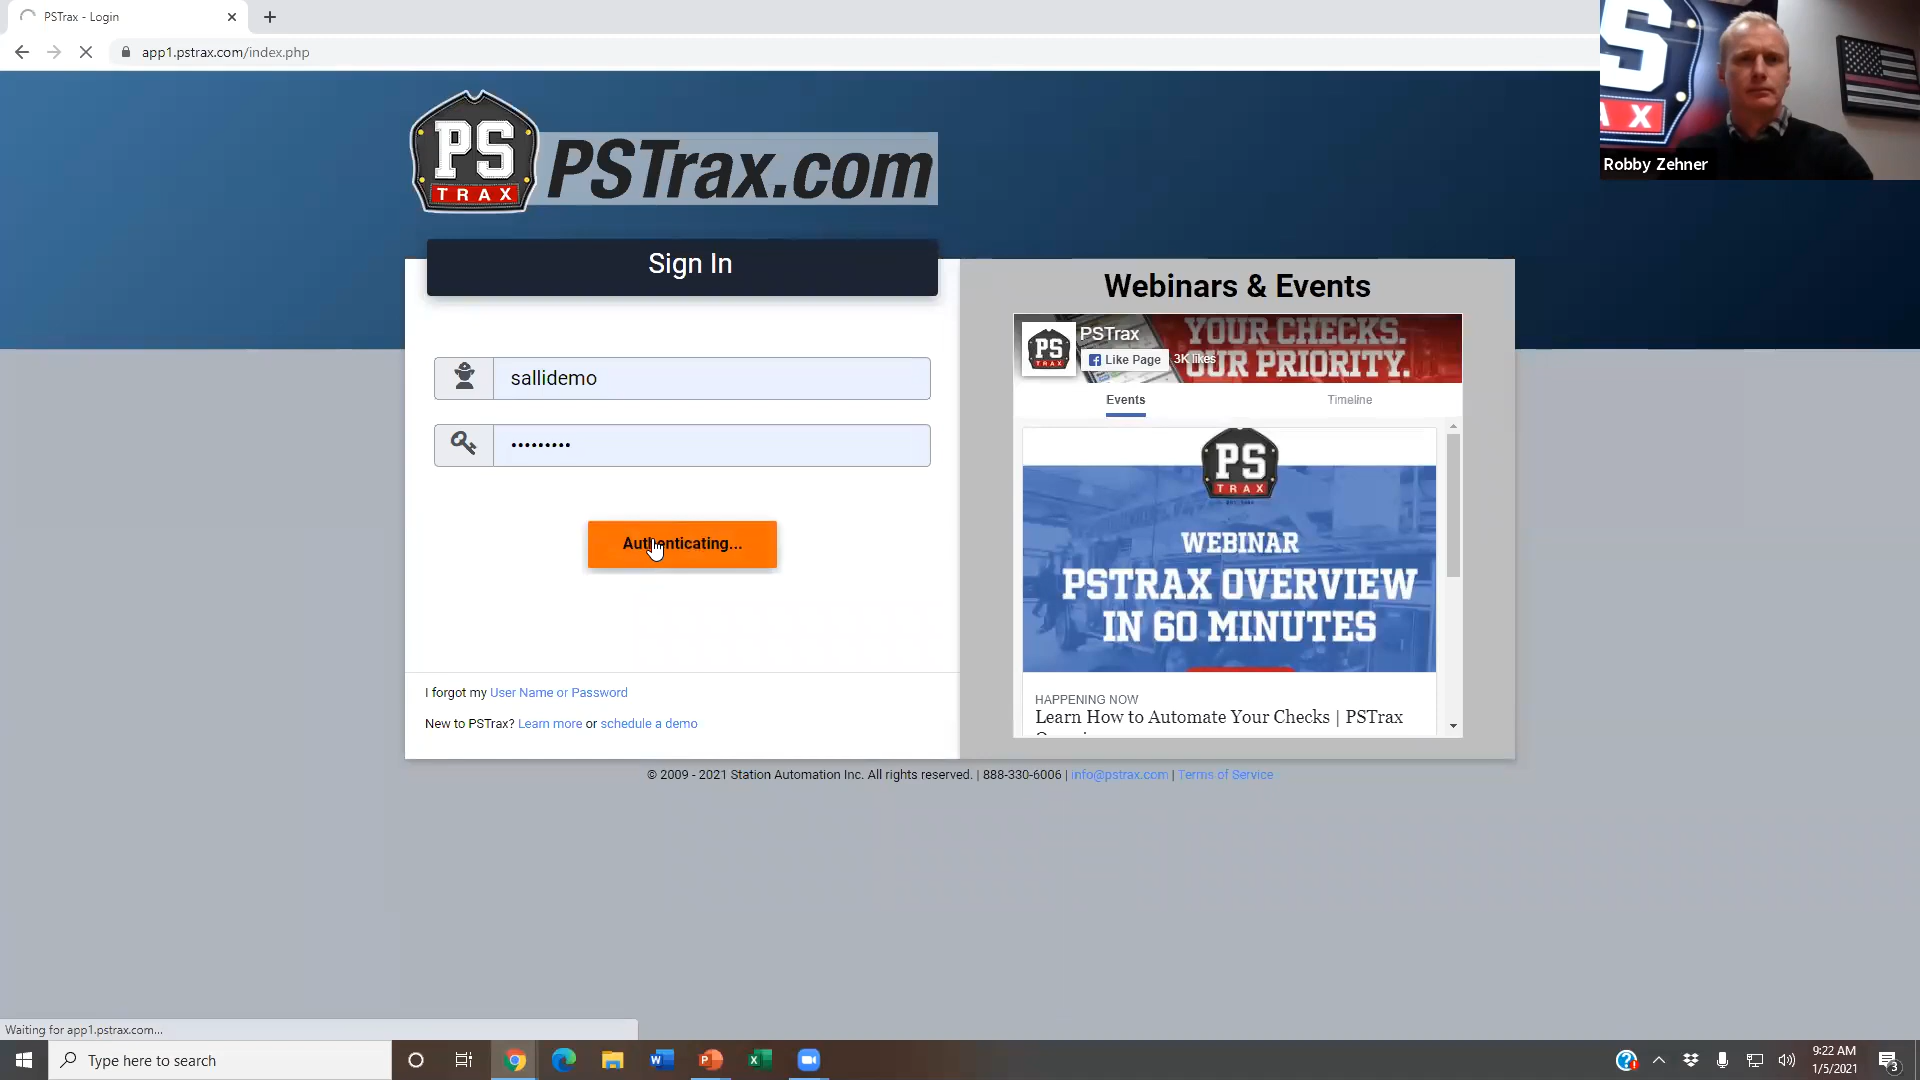 PSTrax - Login
app1.pstrax.com/index.php
PS
TRAX
PSTrax.com
S
A X
Robby Zehner
Sign In
sallidemo
•••••••••
Authenticating...
I forgot my User Name or Password
New to PSTrax? Learn more or schedule a demo
Webinars & Events
YOUR CHECKS.
OUR PRIORITY.
PS
TRAX
PSTrax
Like Page
3K likes
Events
Timeline
PS
TRAX
WEBINAR
PSTRAX OVERVIEW
IN 60 MINUTES
HAPPENING NOW
Learn How to Automate Your Checks | PSTrax
© 2009 - 2021 Station Automation Inc. All rights reserved. | 888-330-6006 | info@pstrax.com | Terms of Service
Waiting for app1.pstrax.com...
Type here to search
9:22 AM
1/5/2021
3